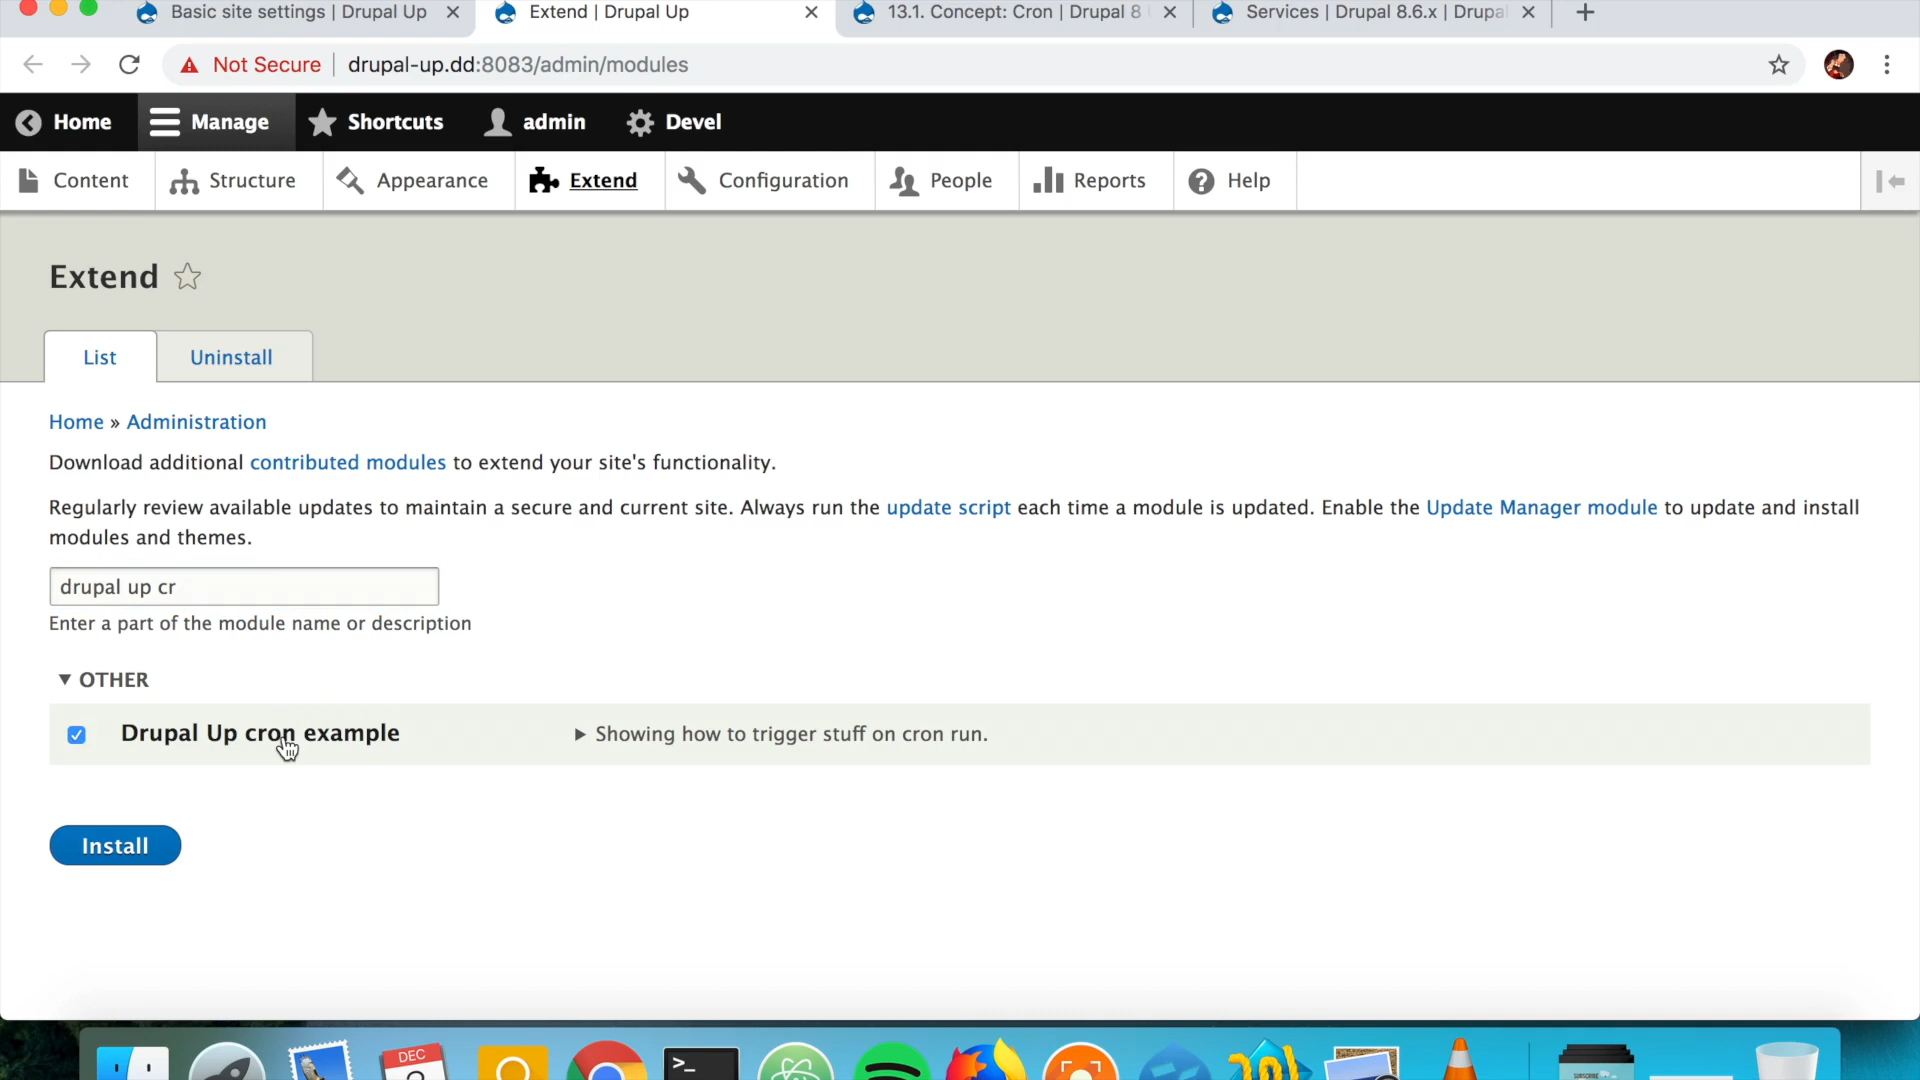 Basic site settings | Drupal Up
Extend | Drupal Up
13.1. Concept: Cron | Drupal 8
Services | Drupal 8.6.x |
Not Secure
drupal-up.dd:8083/admin/modules
Home
Manage
Shortcuts
admin
Devel
Content
Structure
Appearance
Extend
Configuration
People
Reports
Help
Extend
List
Uninstall
Home » Administration
Download additional contributed modules to extend your site's functionality.
Regularly review available updates to maintain a secure and current site. Always run the update script each time a module is updated. Enable the Update Manager module to update and install
modules and themes.
drupal up cr
Enter a part of the module name or description
▼ OTHER
Drupal Up cron example
▶ Showing how to trigger stuff on cron run.
Install
DEC
SUBSCRIBE